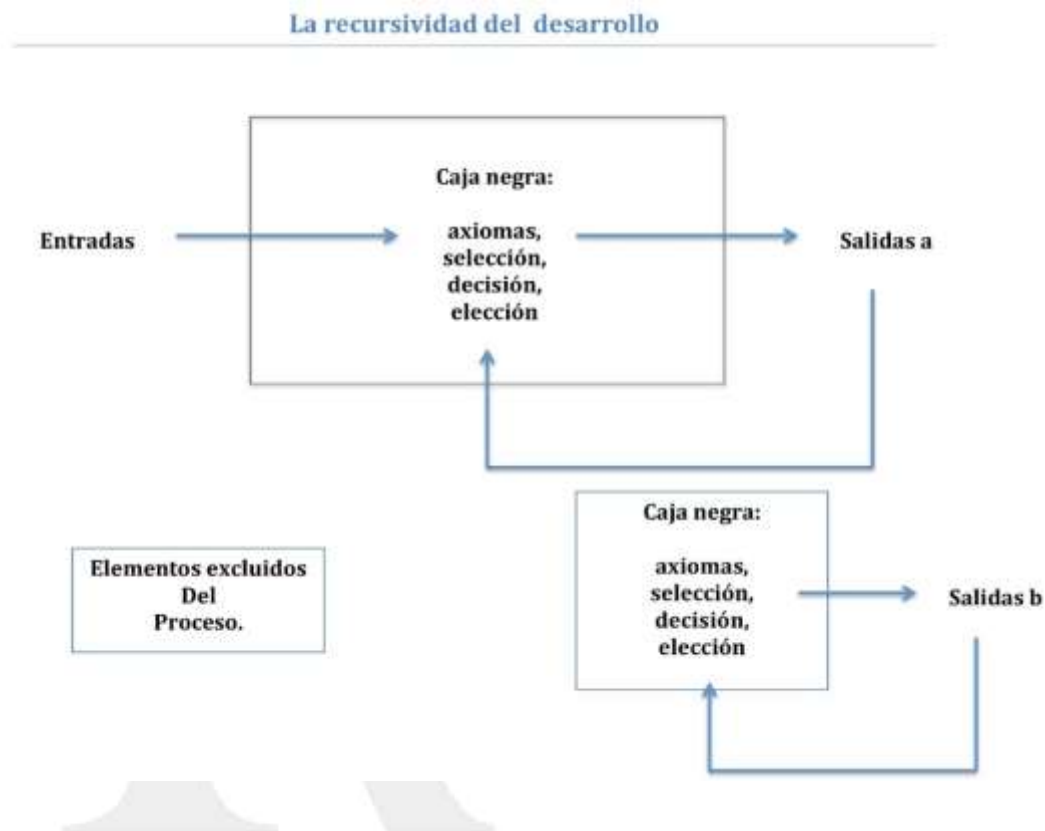 La recursividad del desarrollo
Caja negra:
Entradas
axiomas,
selección,
decisión,
elección
Salidas a
Caja negra:
axiomas,
selección,
decisión,
elección
Salidas b
Elementos excluidos
Del
Proceso.